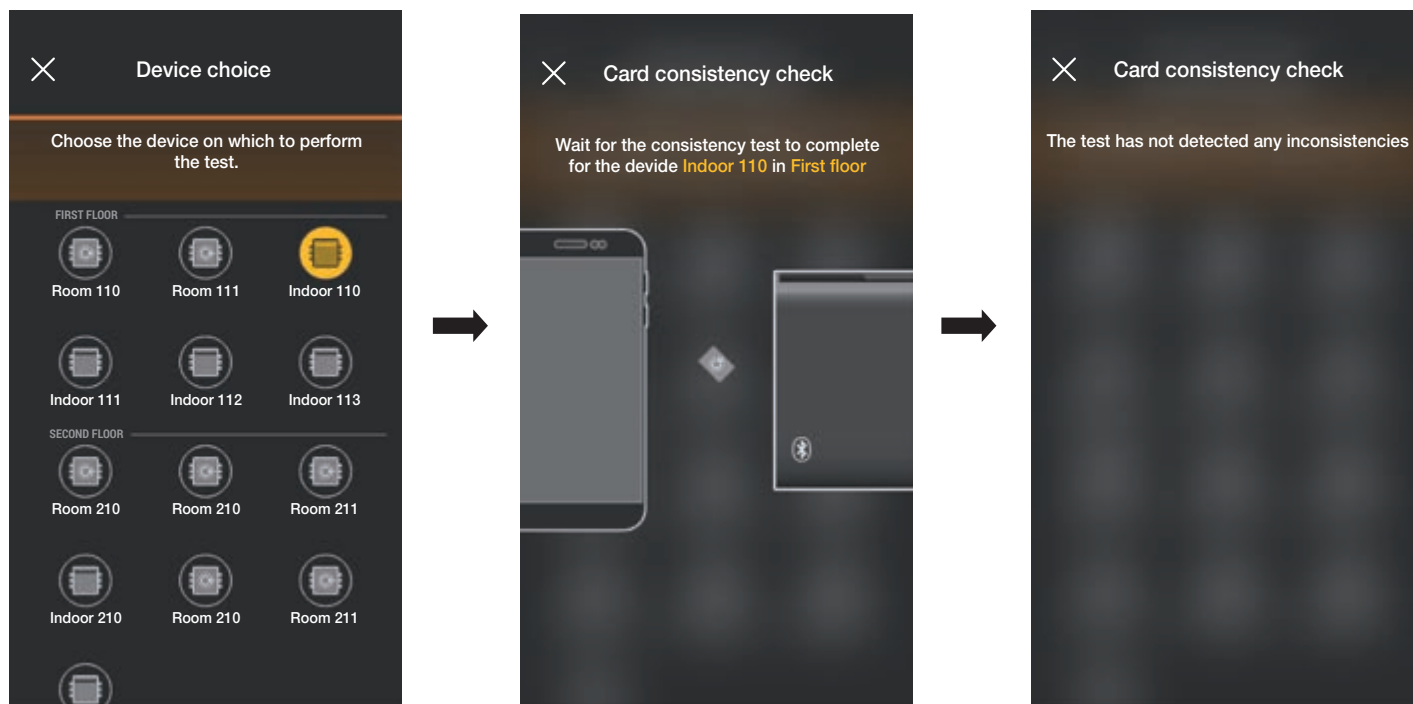 Device choice
Choose the device on which to perform
the test.
FIRST FLOOR
Room 110 Room 111 Indoor 110
Indoor 111 Indoor 112 Indoor 113
SECOND FLOOR
Room 210 Room 210 Room 211
Indoor 210 Room 210 Room 211
Card consistency check
Wait for the consistency test to complete
for the devide Indoor 110 in First floor
Card consistency check
The test has not detected any inconsistencies